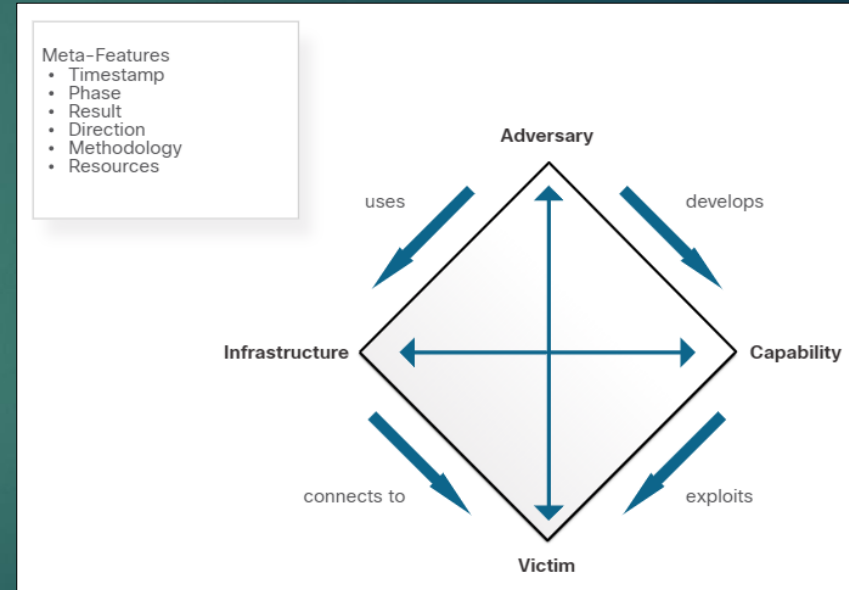 Meta-Features
• Timestamp
• Phase
• Result
• Direction
• Methodology
• Resources
Adversary
uses
develops
Infrastructure
Capability
connects to
exploits
Victim